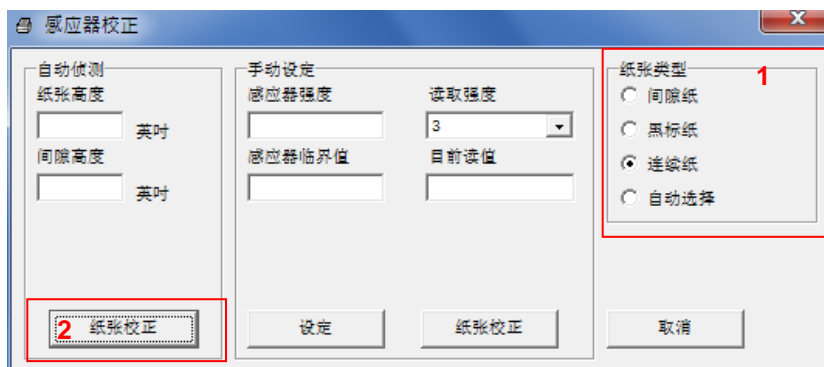 感应器校正
X
自动侦测
纸张高度
英吋
间隙高度
英吋
2 纸张校正
手动设定
感应器强度
读取强度
3
感应器临界值
目前读值
设定
纸张校正
纸张类型
1
间隙纸
黑标纸
连续纸
自动选择
取消